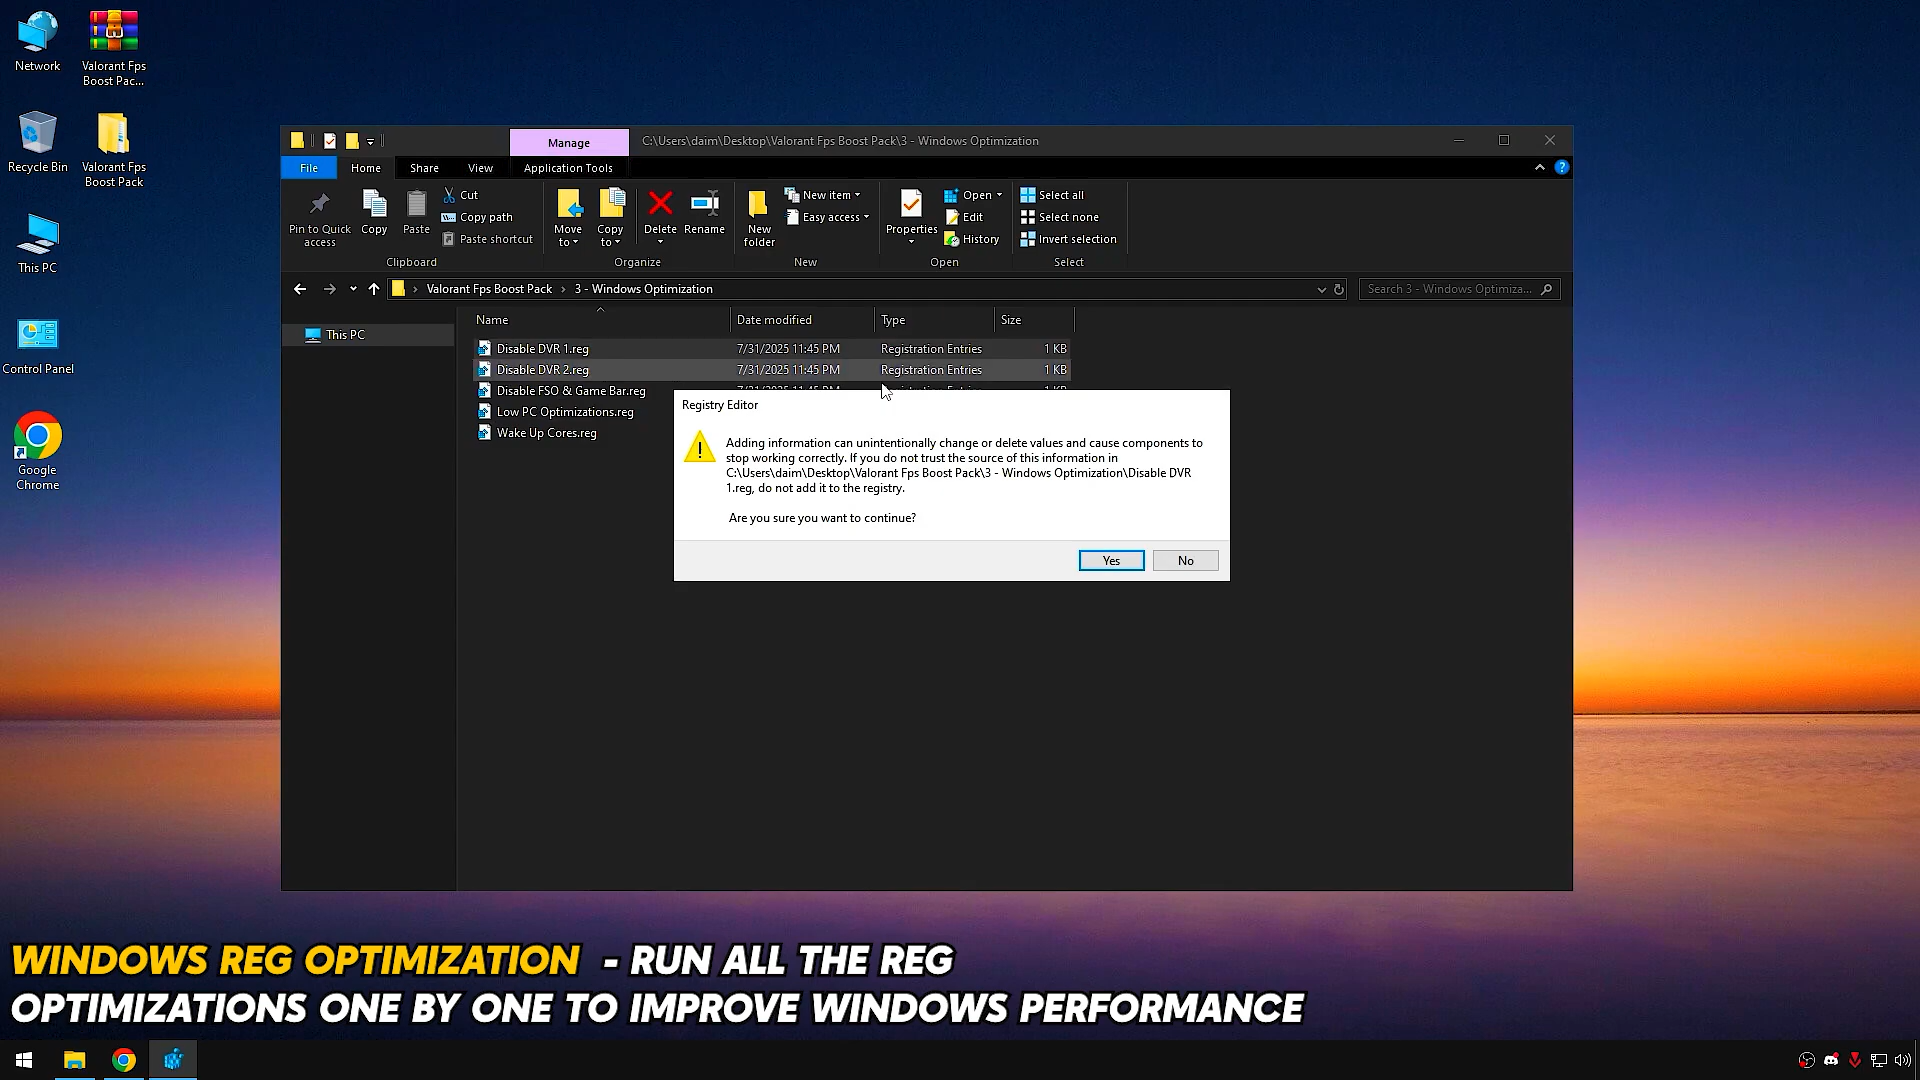 Network
Valorant Fps
Boost Pac...
Recycle Bin
Valorant Fps
Boost Pack
This PC
Control Panel
Google
Chrome
Manage
C:\Users\daim\Desktop\Valorant Fps Boost Pack\3 - Windows Optimization
File
Home
Share
View
Application Tools
Pin to Quick
access
Copy
Paste
Cut
Copy path
Paste shortcut
Clipboard
Move
to
Copy
to
Delete
Rename
Organize
New
folder
New item
Easy access
New
Properties
Open
Edit
History
Open
Select all
Select none
Invert selection
Select
Valorant Fps Boost Pack > 3 - Windows Optimization
Search 3 - Windows Optimiza...
This PC
Name Date modified Type Size
Disable DVR 1.reg 7/31/2025 11:45 PM Registration Entries 1 KB
Disable DVR 2.reg 7/31/2025 11:45 PM Registration Entries 1 KB
Disable FSO & Game Bar.reg
Low PC Optimizations.reg
Wake Up Cores.reg
Registry Editor
Adding information can unintentionally change or delete values and cause components to
stop working correctly. If you do not trust the source of this information in
C:\Users\daim\Desktop\Valorant Fps Boost Pack\3 - Windows Optimization\Disable DVR
1.reg, do not add it to the registry.
Are you sure you want to continue?
Yes
No
WINDOWS REG OPTIMIZATION - RUN ALL THE REG
OPTIMIZATIONS ONE BY ONE TO IMPROVE WINDOWS PERFORMANCE